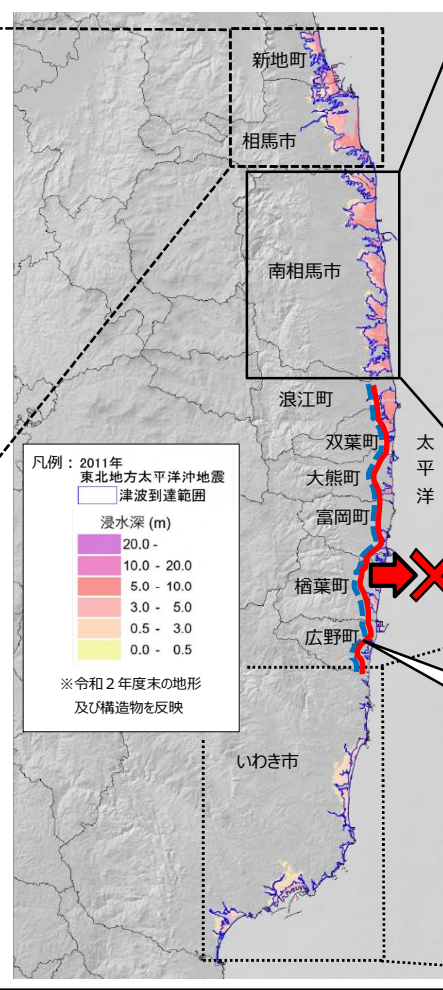 新地町
相馬市
南相馬市
浪江町
双葉町
太平洋
大熊町
富岡町
楢葉町
広野町
いわき市
凡例：2011年
東北地方太平洋沖地震
津波到達範囲
浸水深 (m)
20.0 -
10.0 - 20.0
5.0 - 10.0
3.0 - 5.0
0.5 - 3.0
0.0 - 0.5
※令和２年度末の地形
及び構造物を反映